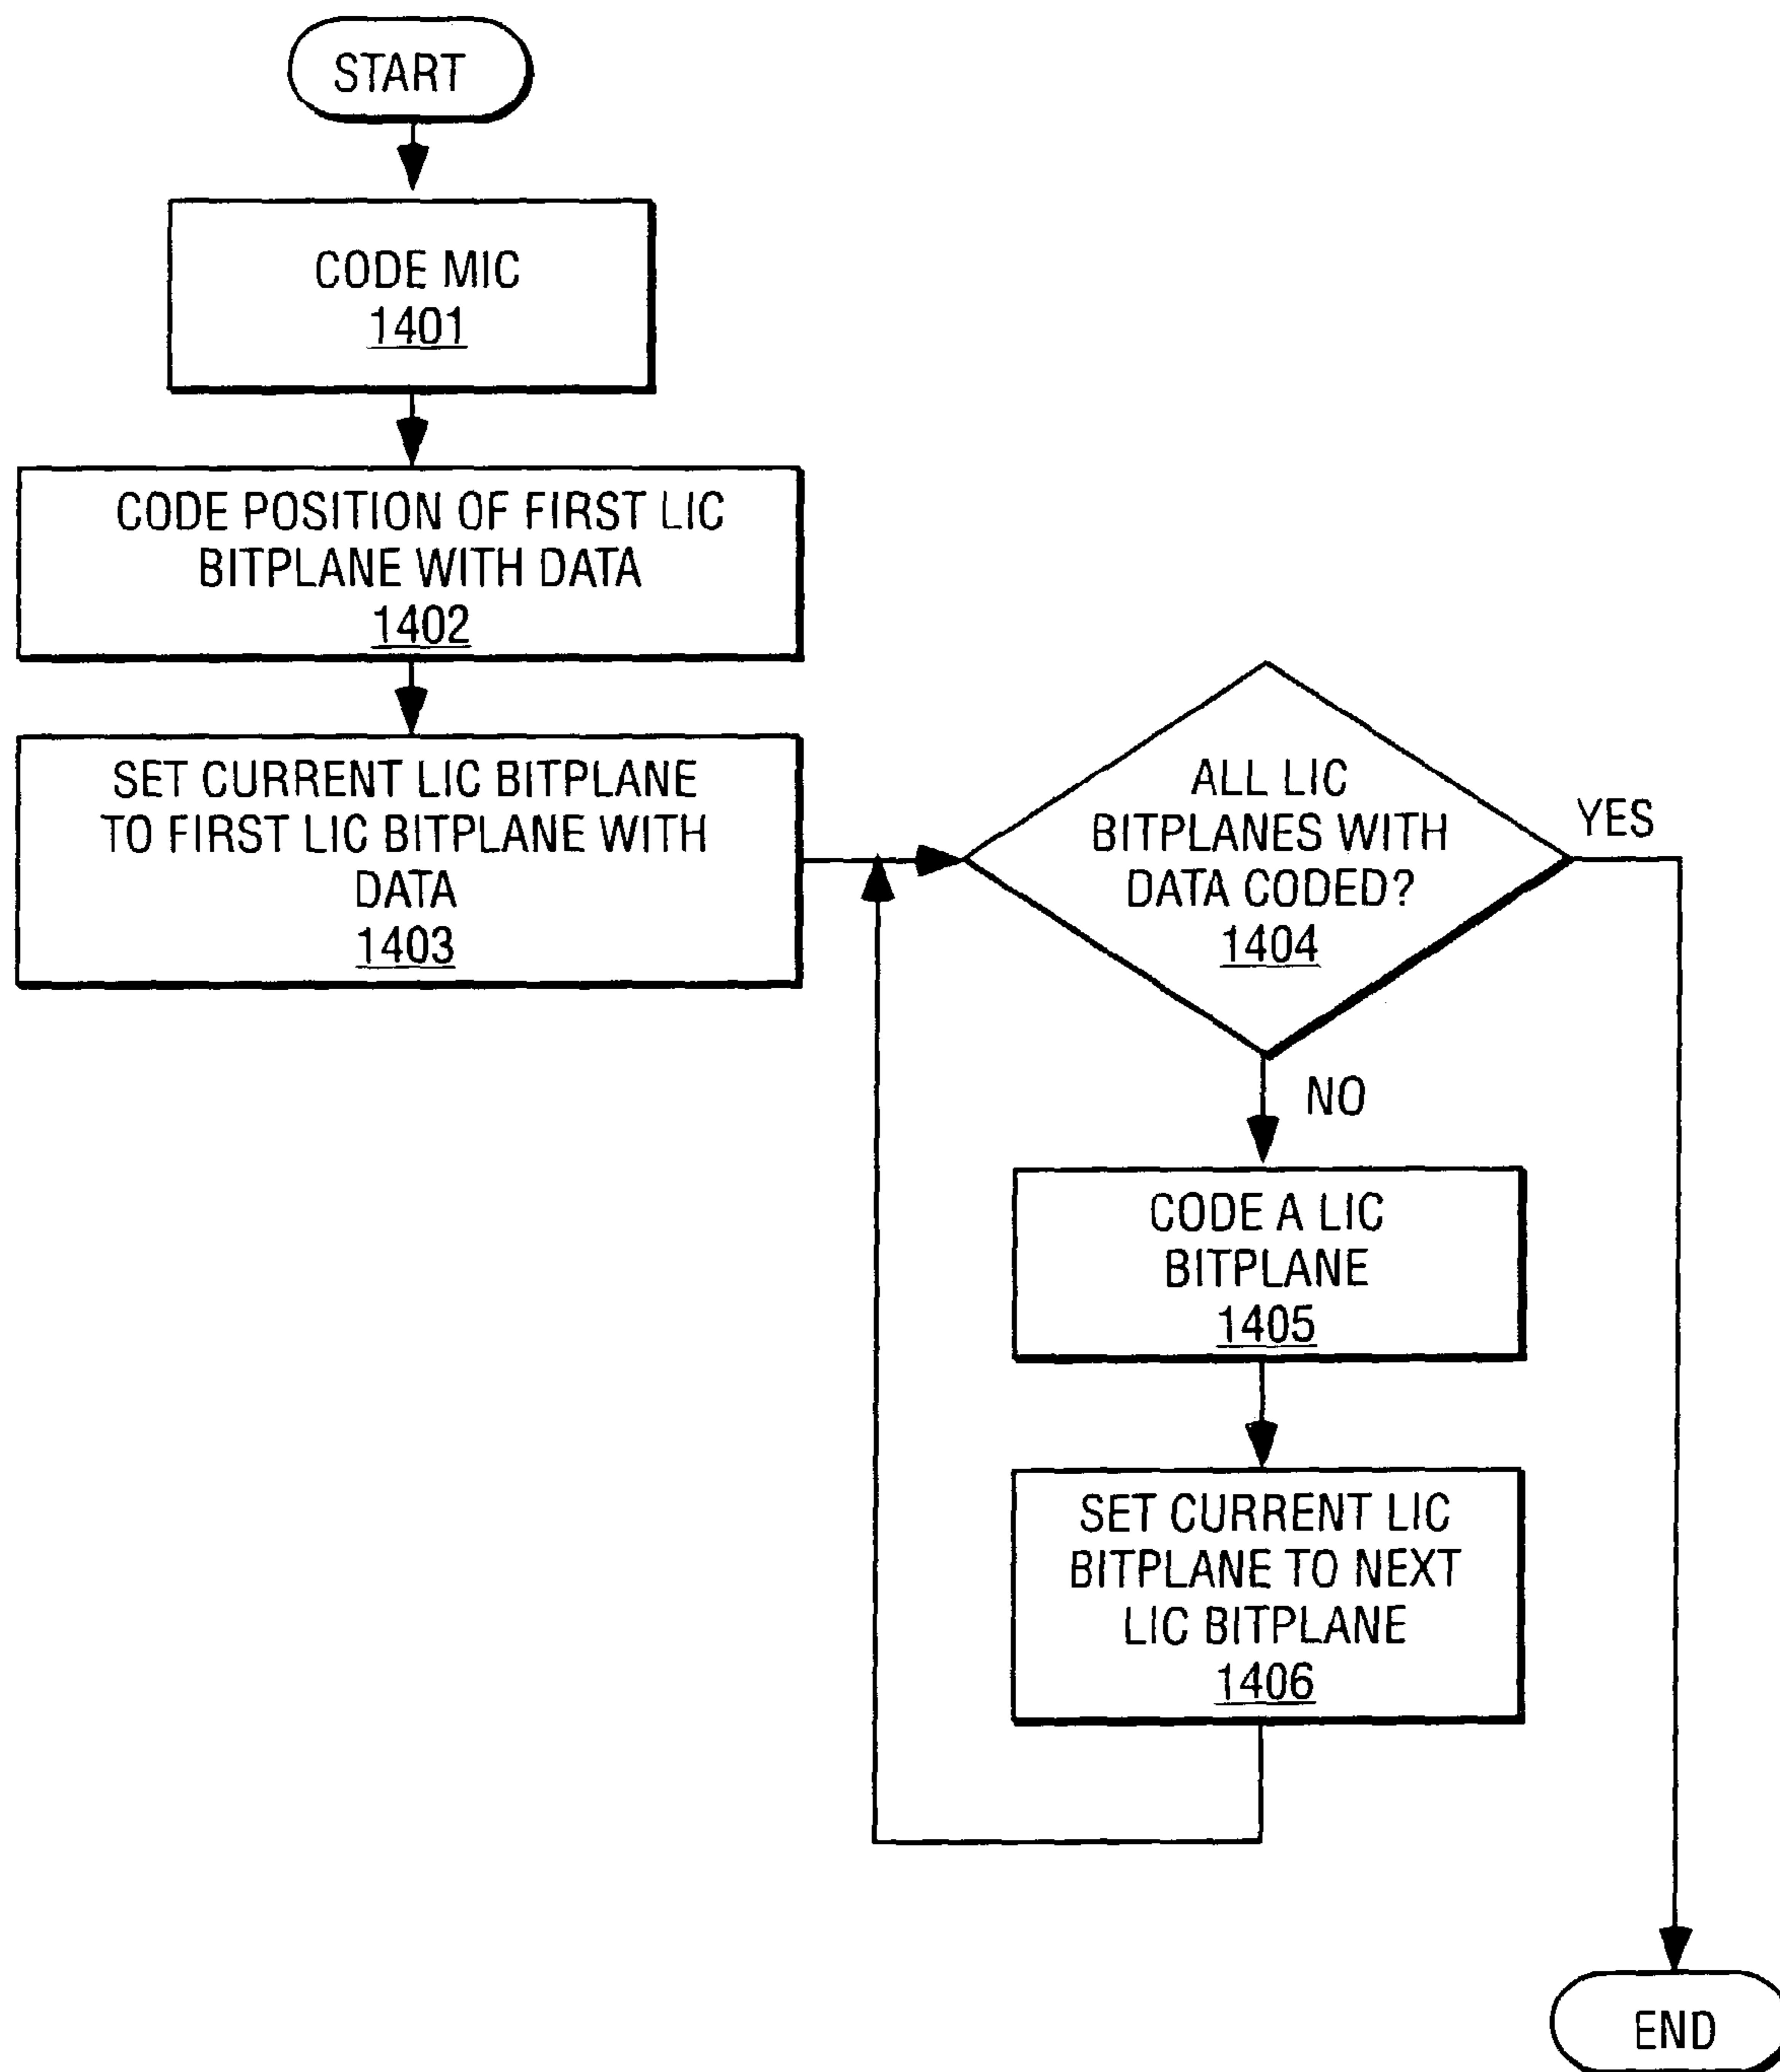 START
CODE MIC
1401
CODE POSITION OF FIRST LIC
BITPLANE WITH DATA
1402
SET CURRENT LIC BITPLANE
TO FIRST LIC BITPLANE WITH
DATA
1403
ALL LIC
BITPLANES WITH
DATA CODED?
1404
YES
NO
CODE A LIC
BITPLANE
1405
SET CURRENT LIC
BITPLANE TO NEXT
LIC BITPLANE
1406
END